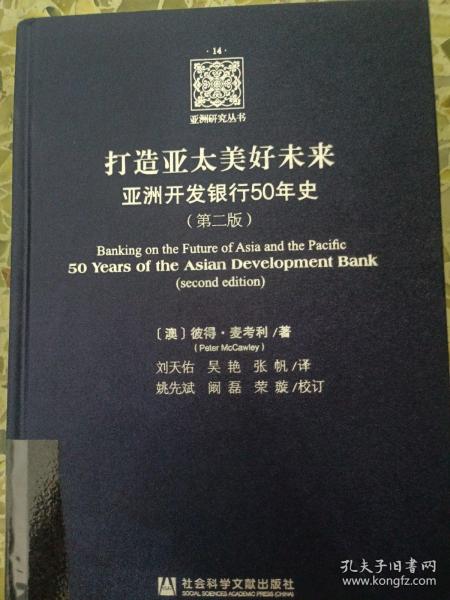 ·14·
亚洲研究丛书
打造亚太美好未来
亚洲开发银行50年史
（第二版）
Banking on the Future of Asia and the Pacific
50 Years of the Asian Development Bank
(second edition)
〔澳〕彼得·麦考利/著
(Peter McCawley)
刘天佑 吴艳 张帆/译
姚先斌 阚磊 荣璇/校订
社会科学文献出版社
SOCIAL SCIENCES ACADEMIC PRESS (CHINA)
孔夫子旧书网
www.kongfz.com